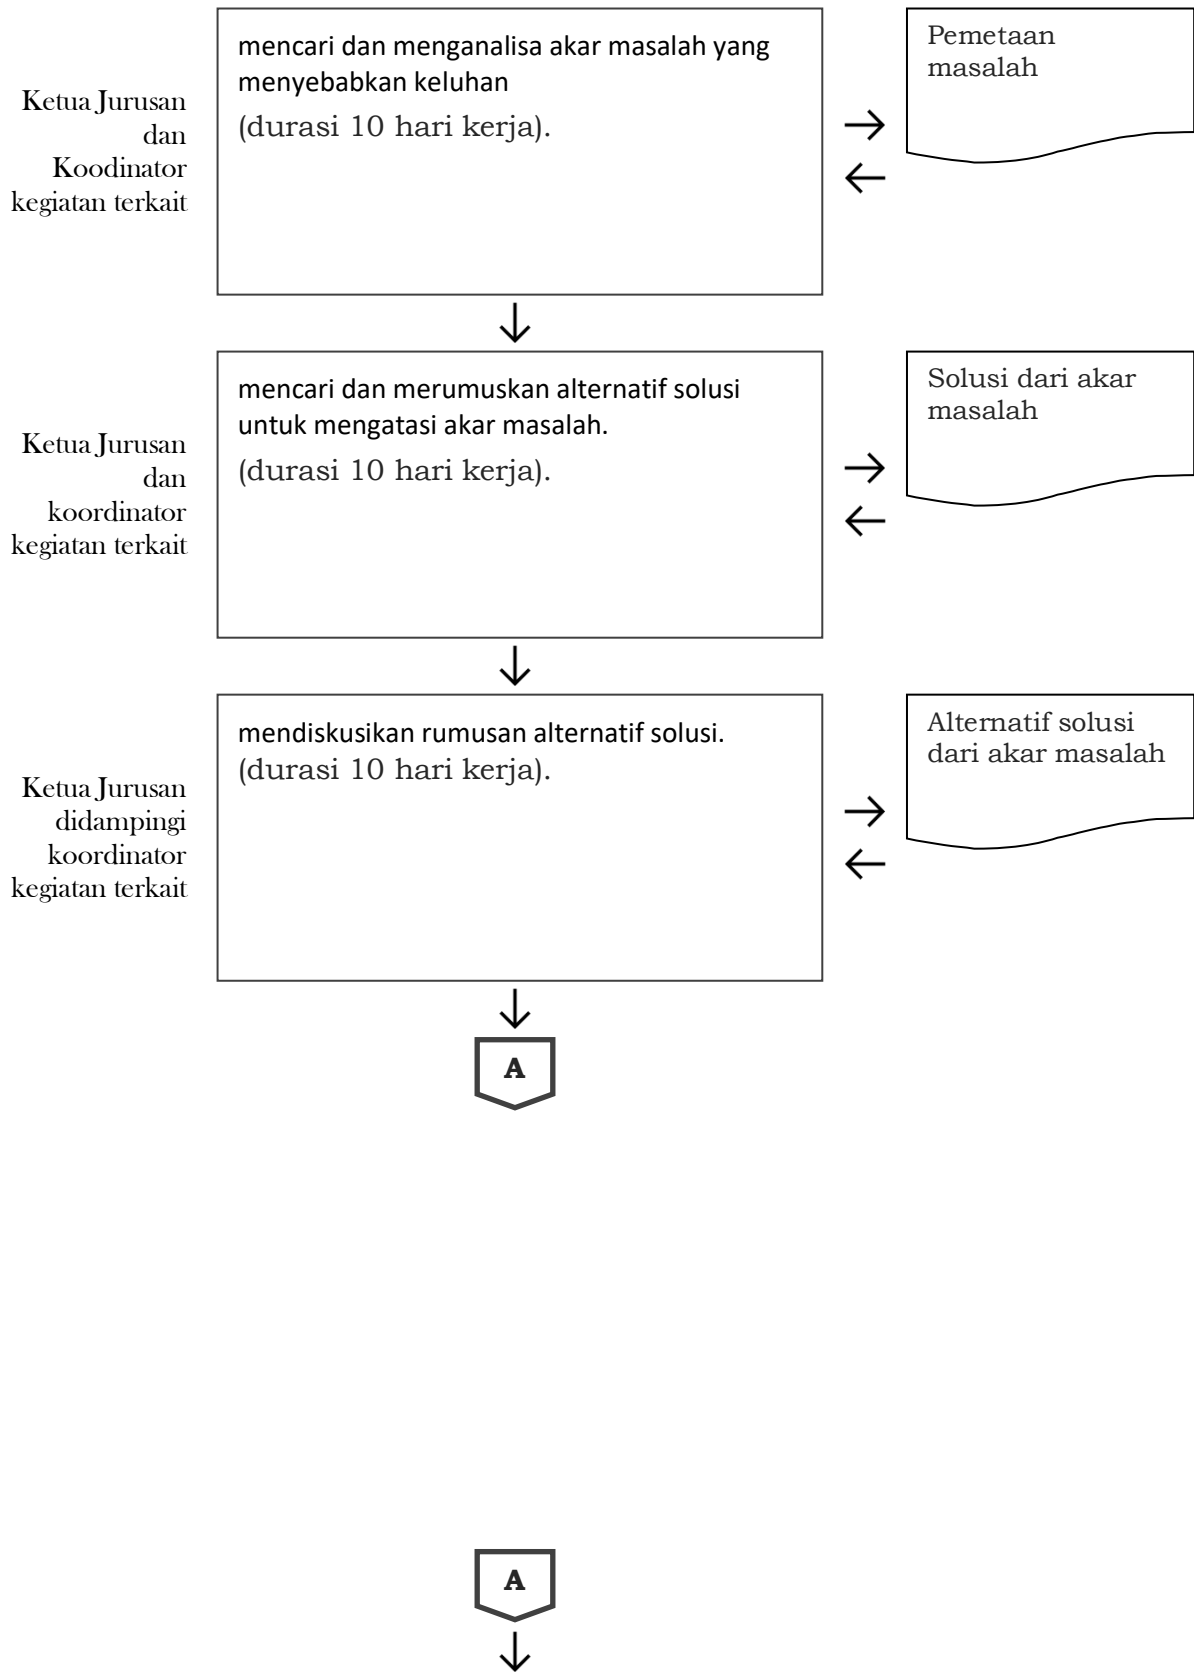 Ketua Jurusan
dan
Koodinator
kegiatan terkait
mencari dan menganalisa akar masalah yang
menyebabkan keluhan
(durasi 10 hari kerja).
Pemetaan
masalah
Ketua Jurusan
dan
koordinator
kegiatan terkait
mencari dan merumuskan alternatif solusi
untuk mengatasi akar masalah.
(durasi 10 hari kerja).
Solusi dari akar
masalah
Ketua Jurusan
didampingi
koordinator
kegiatan terkait
mendiskusikan rumusan alternatif solusi.
(durasi 10 hari kerja).
Alternatif solusi
dari akar masalah
A
A